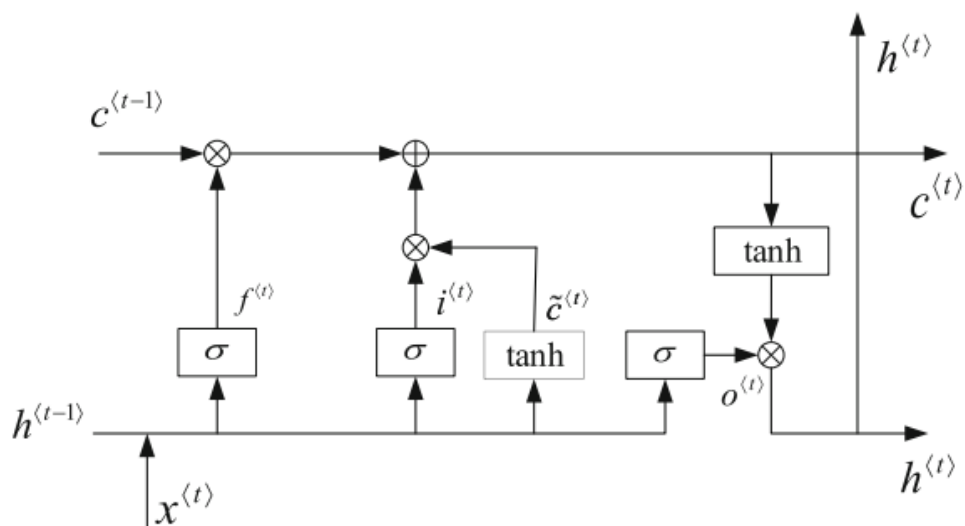 h⟨t⟩
c⟨t−1⟩
c⟨t⟩
tanh
f⟨t⟩ i⟨t⟩ c̃⟨t⟩
σ σ tanh σ
o⟨t⟩
h⟨t−1⟩
h⟨t⟩
x⟨t⟩